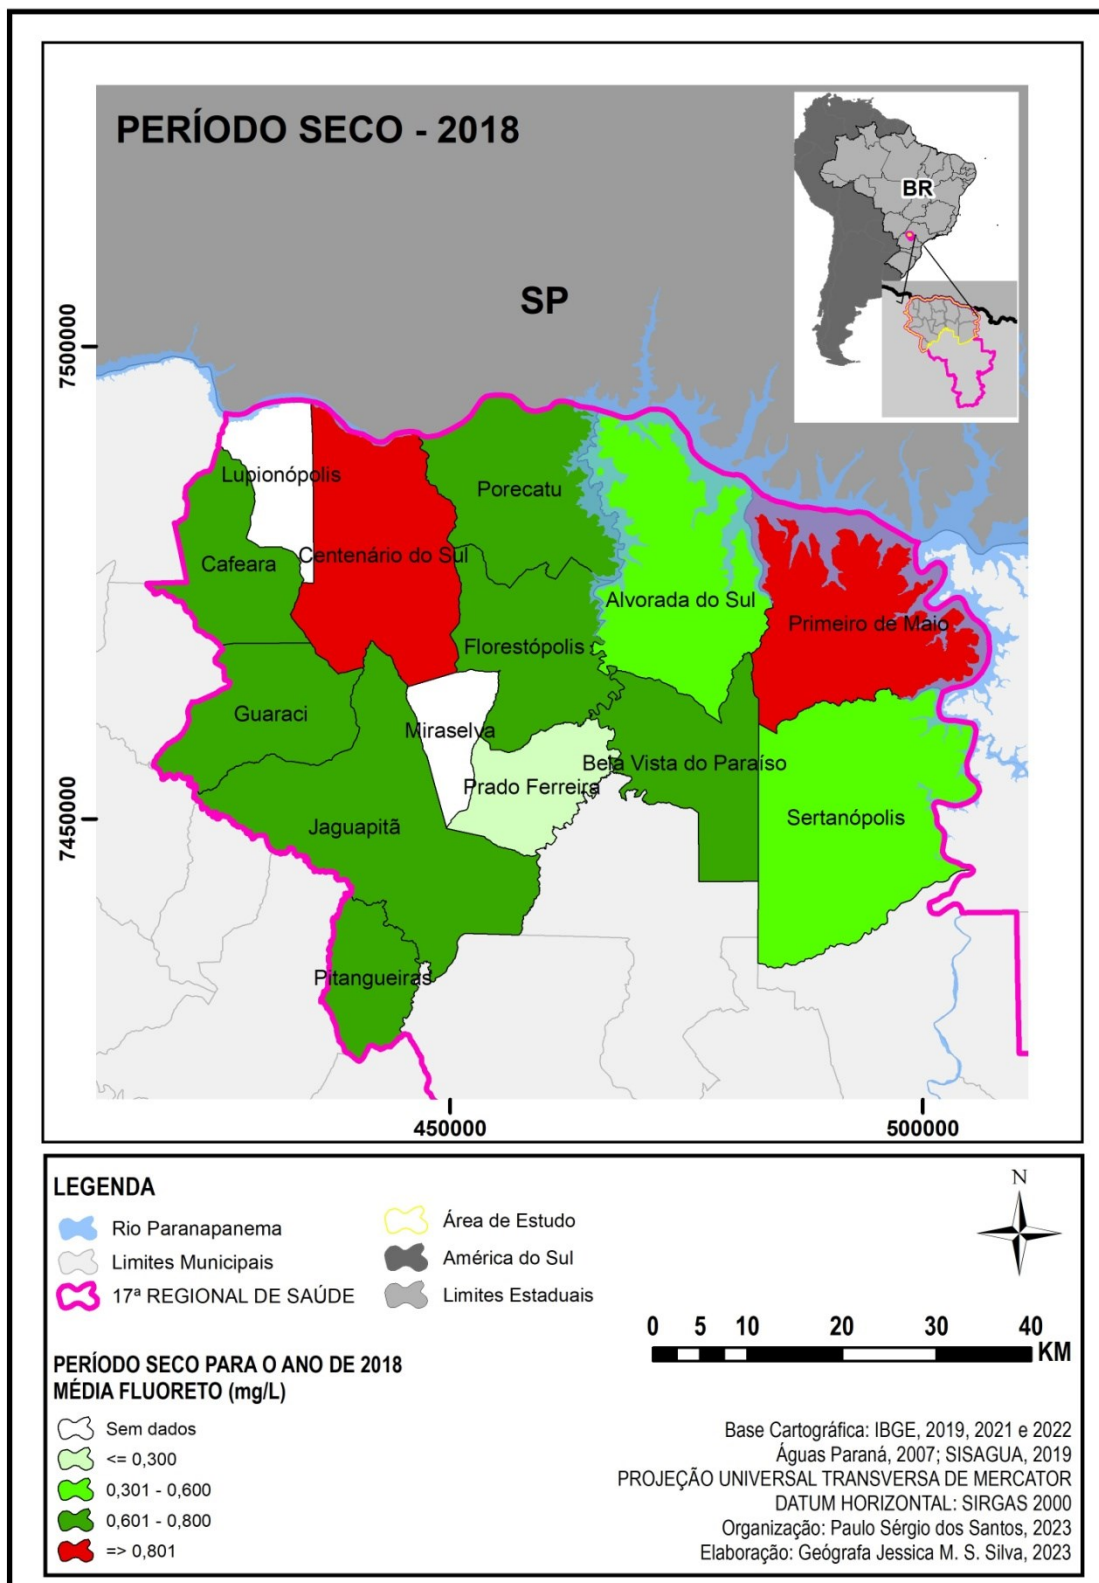 PERÍODO SECO - 2018
BR
SP
7500000
7450000
Lupionópolis
Porecatu
Centenário do Sul
Cafeara
Alvorada do Sul
Primeiro de Maio
Florestópolis
Guaraci
Miraselva
Bela Vista do Paraíso
Prado Ferreira
Sertanópolis
Jaguapitã
Pitangueiras
450000
500000
LEGENDA
Rio Paranapanema
Limites Municipais
17ª REGIONAL DE SAÚDE
Área de Estudo
América do Sul
Limites Estaduais
N
0 5 10 20 30 40
KM
PERÍODO SECO PARA O ANO DE 2018
MÉDIA FLUORETO (mg/L)
Sem dados
<= 0,300
0,301 - 0,600
0,601 - 0,800
=> 0,801
Base Cartográfica: IBGE, 2019, 2021 e 2022
Águas Paraná, 2007; SISAGUA, 2019
PROJEÇÃO UNIVERSAL TRANSVERSA DE MERCATOR
DATUM HORIZONTAL: SIRGAS 2000
Organização: Paulo Sérgio dos Santos, 2023
Elaboração: Geógrafa Jessica M. S. Silva, 2023